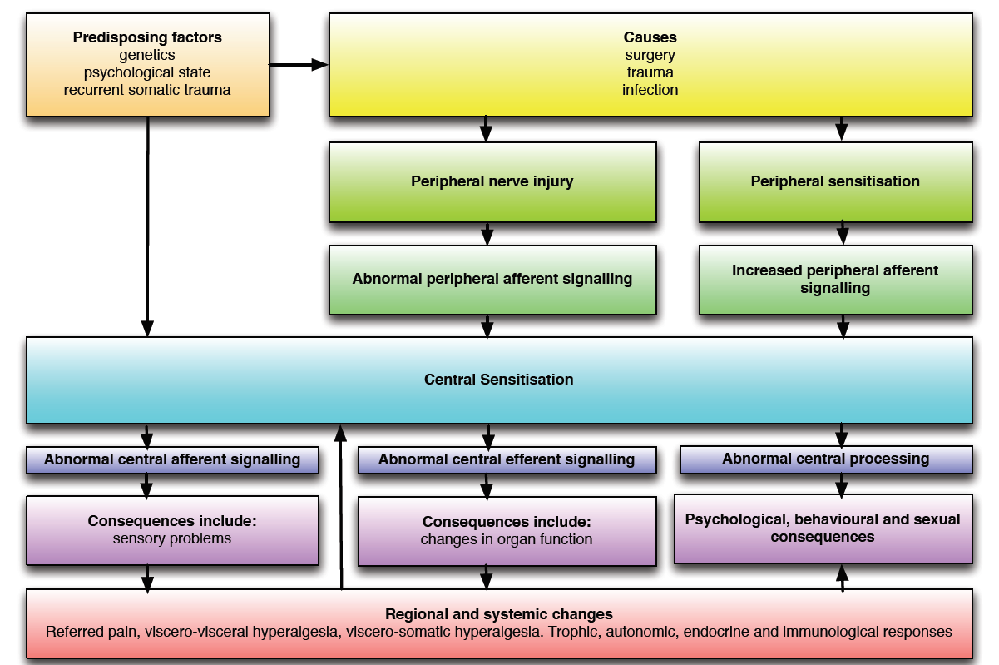 Predisposing factors
genetics
psychological state
recurrent somatic trauma
Causes
surgery
trauma
infection
Peripheral nerve injury
Peripheral sensitisation
Abnormal peripheral afferent signalling
Increased peripheral afferent
signalling
Central Sensitisation
Abnormal central afferent signalling
Abnormal central efferent signalling
Abnormal central processing
Consequences include:
sensory problems
Consequences include:
changes in organ function
Psychological, behavioural and sexual
consequences
Regional and systemic changes
Referred pain, viscero-visceral hyperalgesia, viscero-somatic hyperalgesia. Trophic, autonomic, endocrine and immunological responses